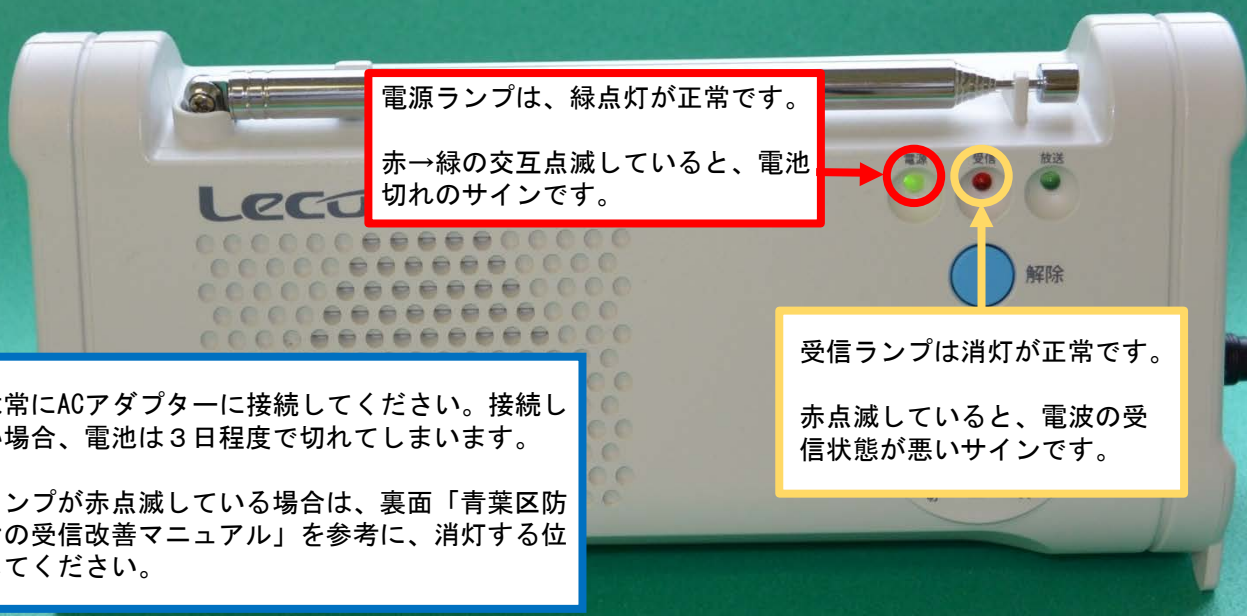 電源ランプは、緑点灯が正常です。
赤→緑の交互点滅していると、電池
切れのサインです。
電源
受信
放送
Leco
解除
受信ランプは消灯が正常です。
赤点滅していると、電波の受
信状態が悪いサインです。
常にACアダプターに接続してください。接続し
場合、電池は３日程度で切れてしまいます。
ランプが赤点滅している場合は、裏面「青葉区防
の受信改善マニュアル」を参考に、消灯する位
てください。